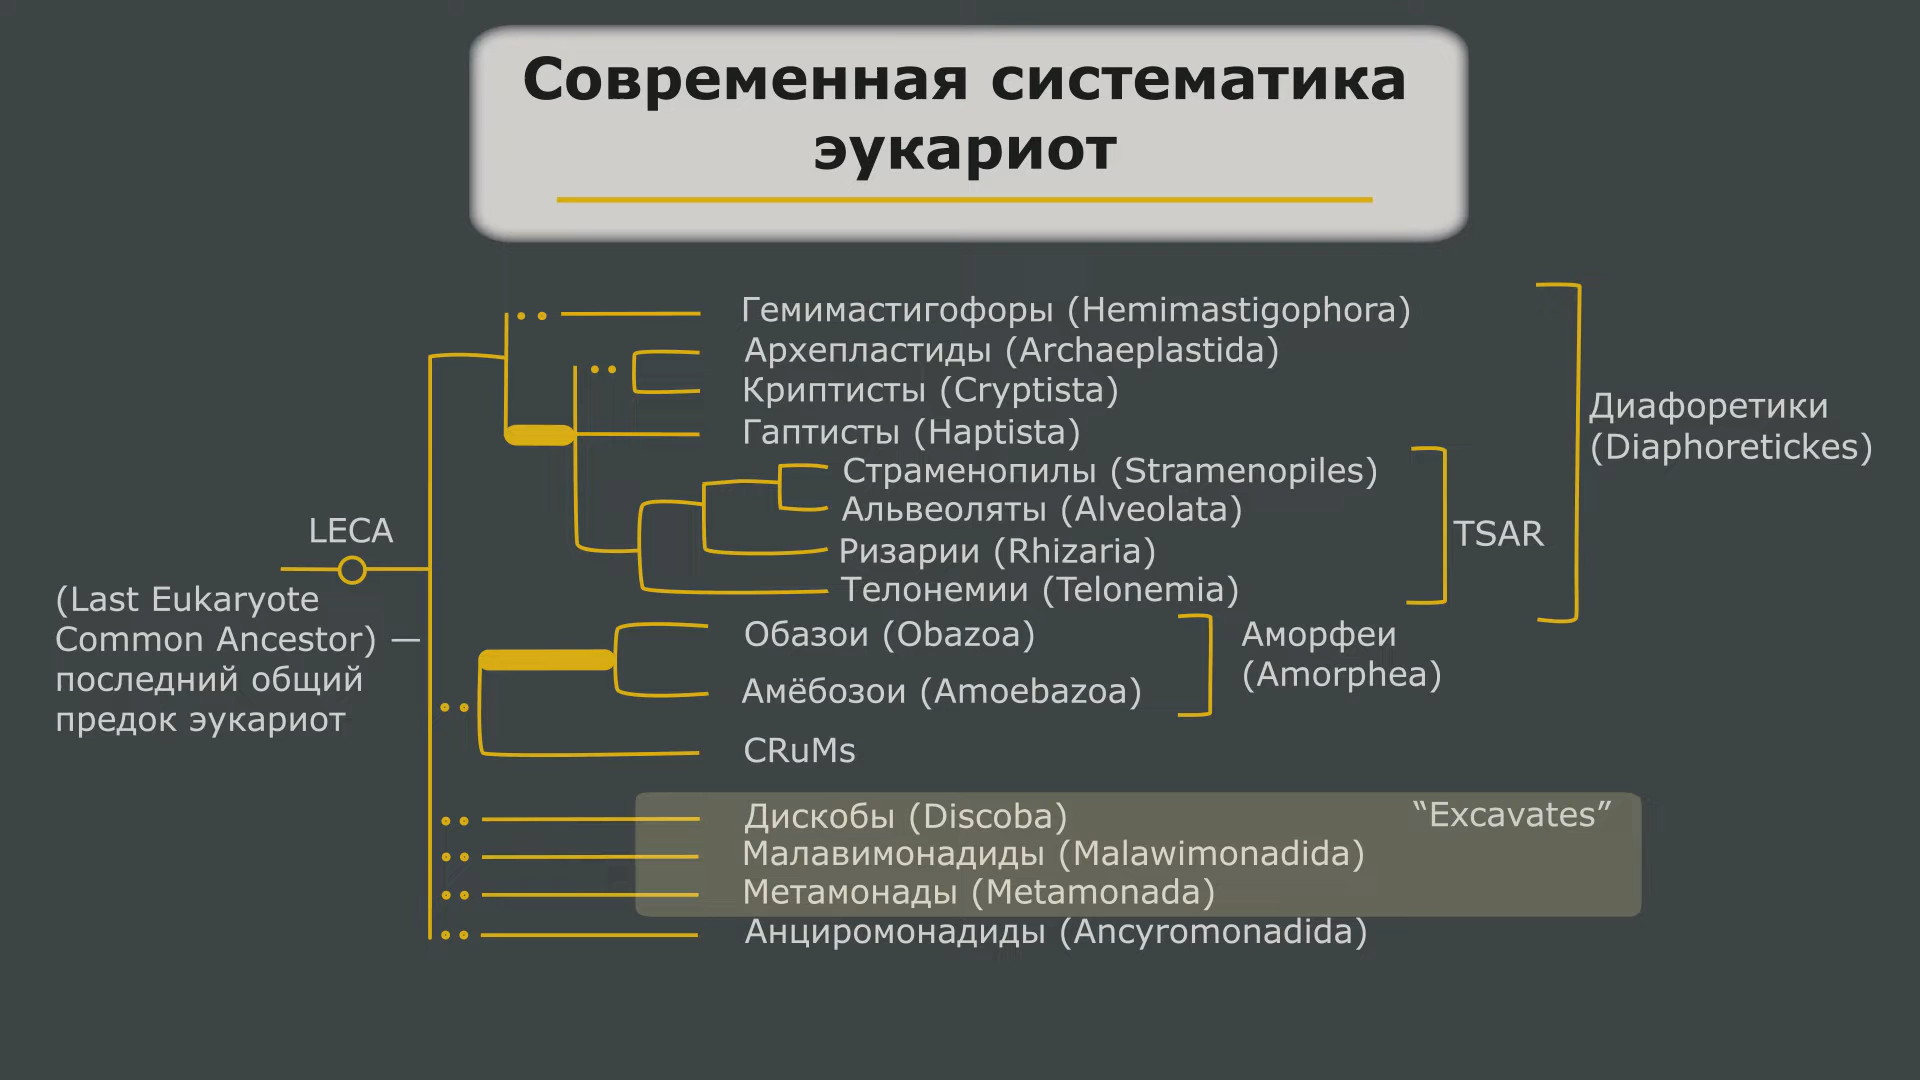 Современная систематика
эукариот
Гемимастигофоры (Hemimastigophora)
Архепластиды (Archaeplastida)
Криптисты (Cryptista)
Гаптисты (Haptista)
Страменопилы (Stramenopiles)
Альвеоляты (Alveolata)
Ризарии (Rhizaria)
Телонемии (Telonemia)
TSAR
Диафоретики
(Diaphoretickes)
LECA
(Last Eukaryote
Common Ancestor) —
последний общий
предок эукариот
Обазои (Obazoa)
Амёбозои (Amoebazoa)
Аморфеи
(Amorphea)
CRuMs
Дискобы (Discoba)
“Excavates”
Малавимонадиды (Malawimonadida)
Метамонады (Metamonada)
Анциромонадиды (Ancyromonadida)